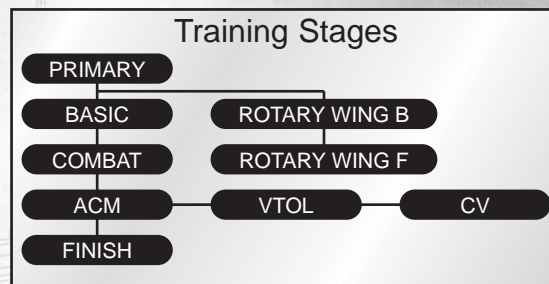 Training Stages
PRIMARY
BASIC ROTARY WING B
COMBAT ROTARY WING F
ACM VTOL CV
FINISH